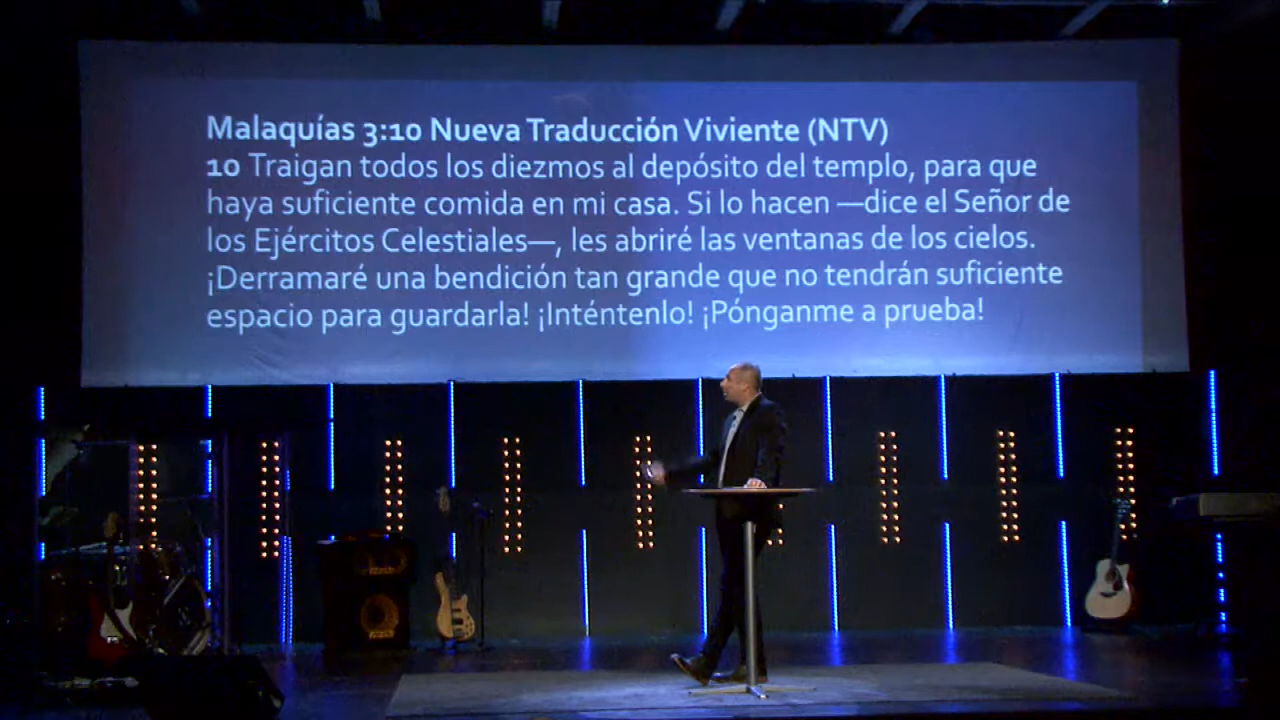 Malaquías 3:10 Nueva Traducción Viviente (NTV)
10 Traigan todos los diezmos al depósito del templo, para que
haya suficiente comida en mi casa. Si lo hacen —dice el Señor de
los Ejércitos Celestiales—, les abriré las ventanas de los cielos.
¡Derramaré una bendición tan grande que no tendrán suficiente
espacio para guardarla! ¡Inténtenlo! ¡Pónganme a prueba!